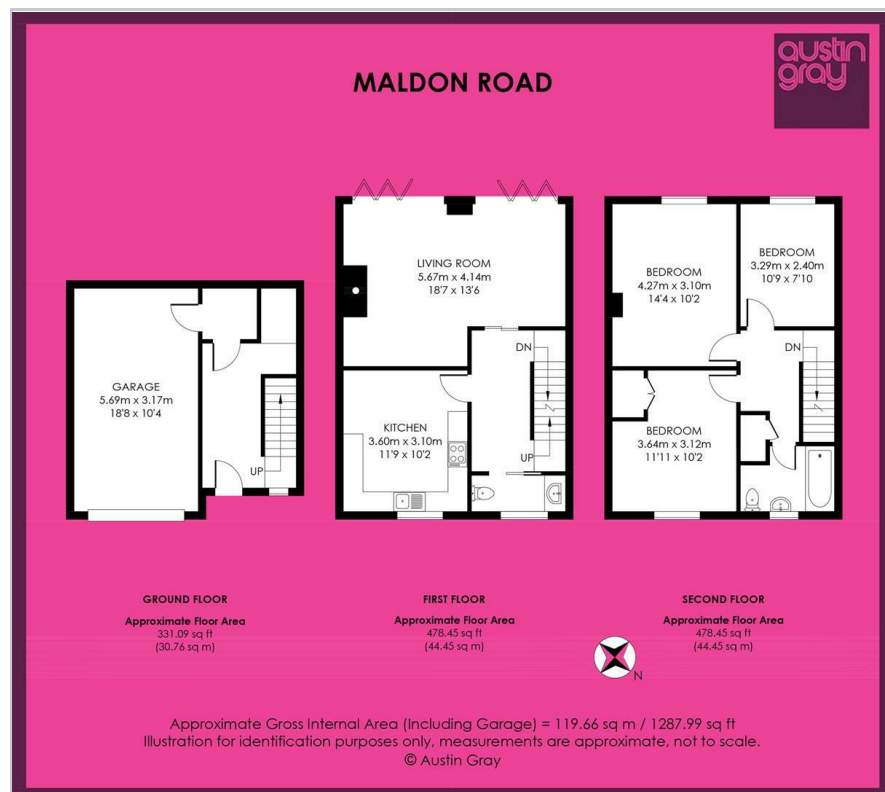 austin
gray
MALDON ROAD
GARAGE
5.69m x 3.17m
18'8 x 10'4
UP
LIVING ROOM
5.67m x 4.14m
18'7 x 13'6
DN
KITCHEN
3.60m x 3.10m
11'9 x 10'2
UP
BEDROOM
4.27m x 3.10m
14'4 x 10'2
BEDROOM
3.29m x 2.40m
10'9 x 7'10
DN
BEDROOM
3.64m x 3.12m
11'11 x 10'2
GROUND FLOOR
Approximate Floor Area
331.09 sq ft
(30.76 sq m)
FIRST FLOOR
Approximate Floor Area
478.45 sq ft
(44.45 sq m)
SECOND FLOOR
Approximate Floor Area
478.45 sq ft
(44.45 sq m)
N
Approximate Gross Internal Area (Including Garage) = 119.66 sq m / 1287.99 sq ft
Illustration for identification purposes only, measurements are approximate, not to scale.
© Austin Gray